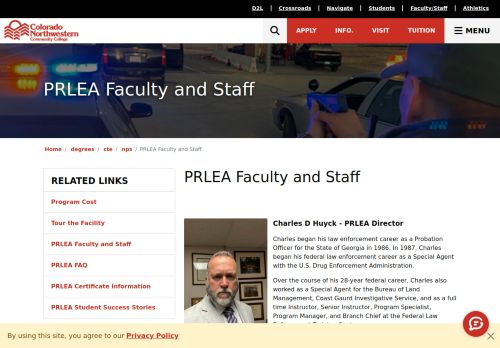 D2L | Crossroads | Navigate | Students | Faculty/Staff | Athletics
Colorado
Northwestern
Community College
APPLY INFO. VISIT TUITION MENU
PRLEA Faculty and Staff
Home / degrees / cte / nps / PRLEA Faculty and Staff
RELATED LINKS
Program Cost
Tour the Facility
PRLEA Faculty and Staff
PRLEA FAQ
PRLEA Certificate Information
PRLEA Student Success Stories
PRLEA Faculty and Staff
Charles D Huyck - PRLEA Director
Charles began his law enforcement career as a Probation
Officer for the State of Georgia in 1986. In 1987, Charles
began his federal law enforcement career as a Special Agent
with the U.S. Drug Enforcement Administration.
Over the course of his 28-year federal career, Charles also
worked as a Special Agent for the Bureau of Land
Management, Coast Gaurd Investigative Service, and as a full
time Instructor, Senior Instructor, Program Specialist,
Program Manager, and Branch Chief at the Federal Law
By using this site, you agree to our Privacy Policy